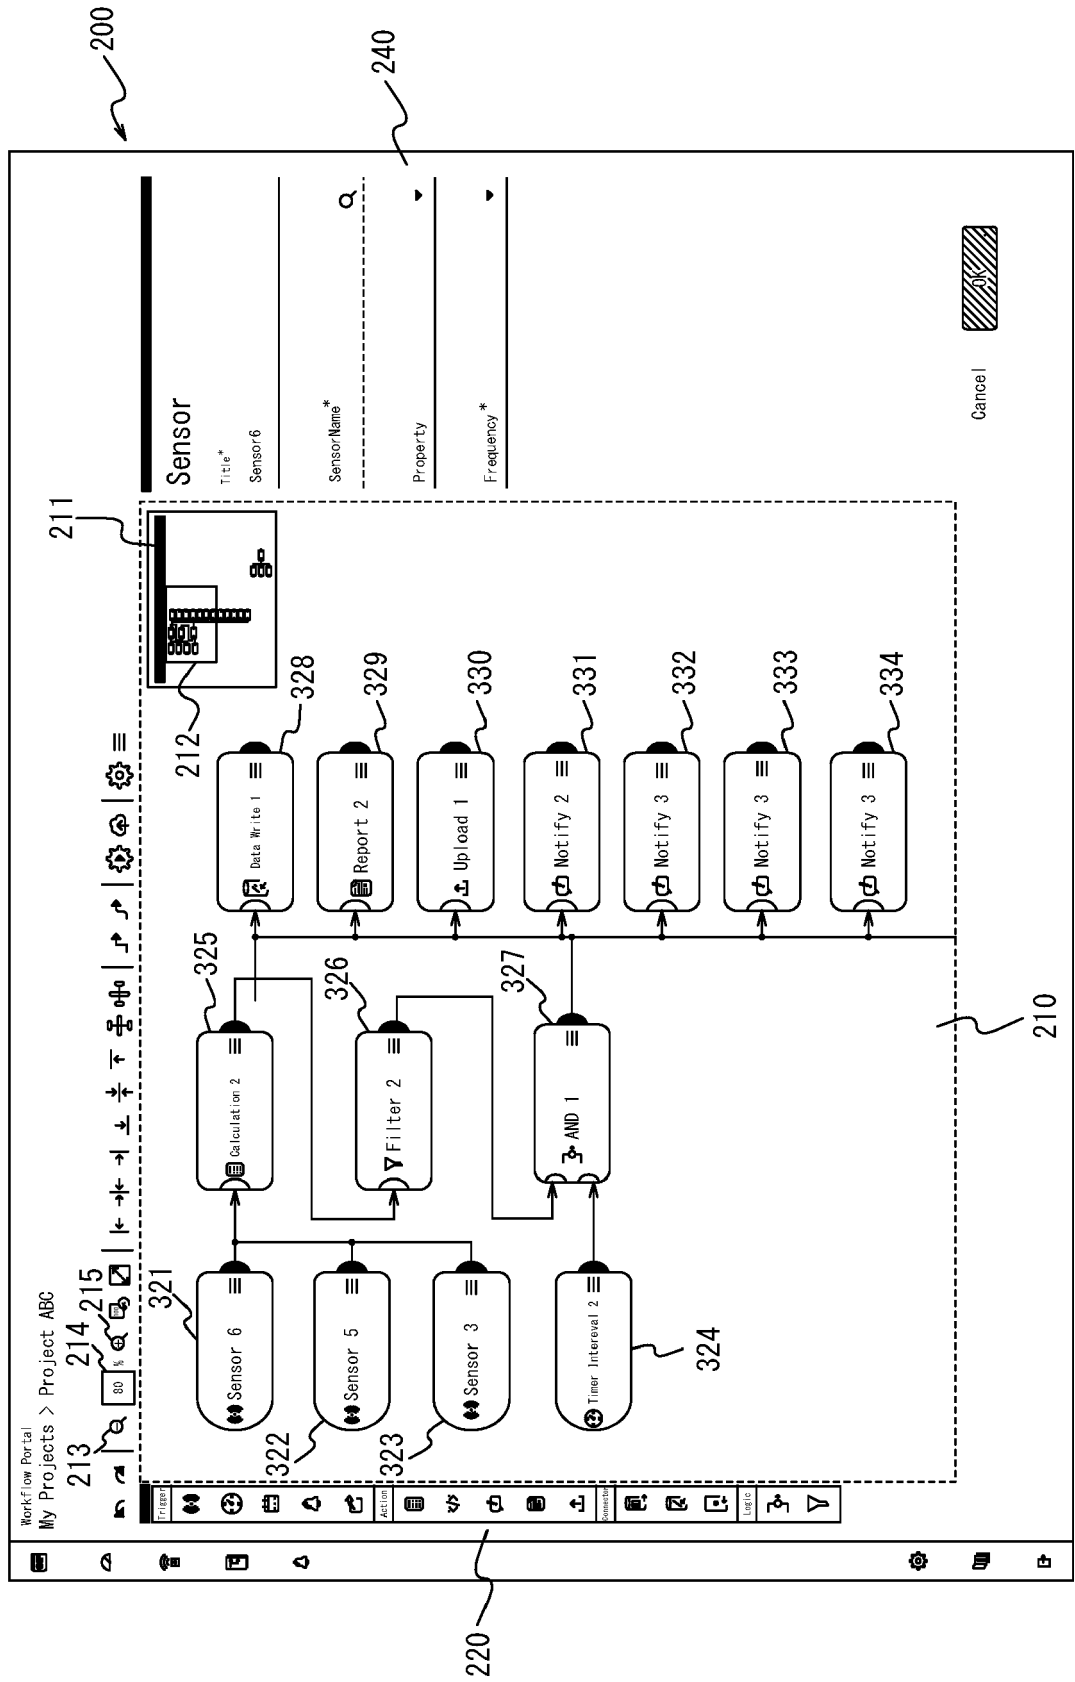 200
Workflow Portal
My Projects > Project ABC
213
214
215
80
%
211
212
240
Trigger
Action
Connector
Logic
220
321
Sensor 6
322
Sensor 5
323
Sensor 3
324
Timer Intereval 2
325
Calculation 2
326
Filter 2
327
AND 1
328
Data Write 1
329
Report 2
330
Upload 1
331
Notify 2
332
Notify 3
333
Notify 3
334
Notify 3
210
Sensor
Title*
Sensor6
SensorName*
Property
Frequency*
Cancel
OK